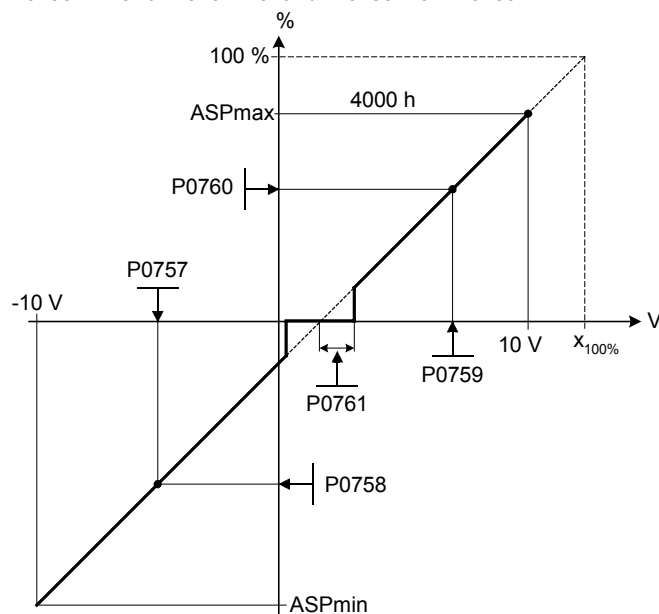 %
100 %
4000 h
ASPmax
P0760
P0757
-10 V
V
10 V
x100%
P0759
P0761
P0758
ASPmin